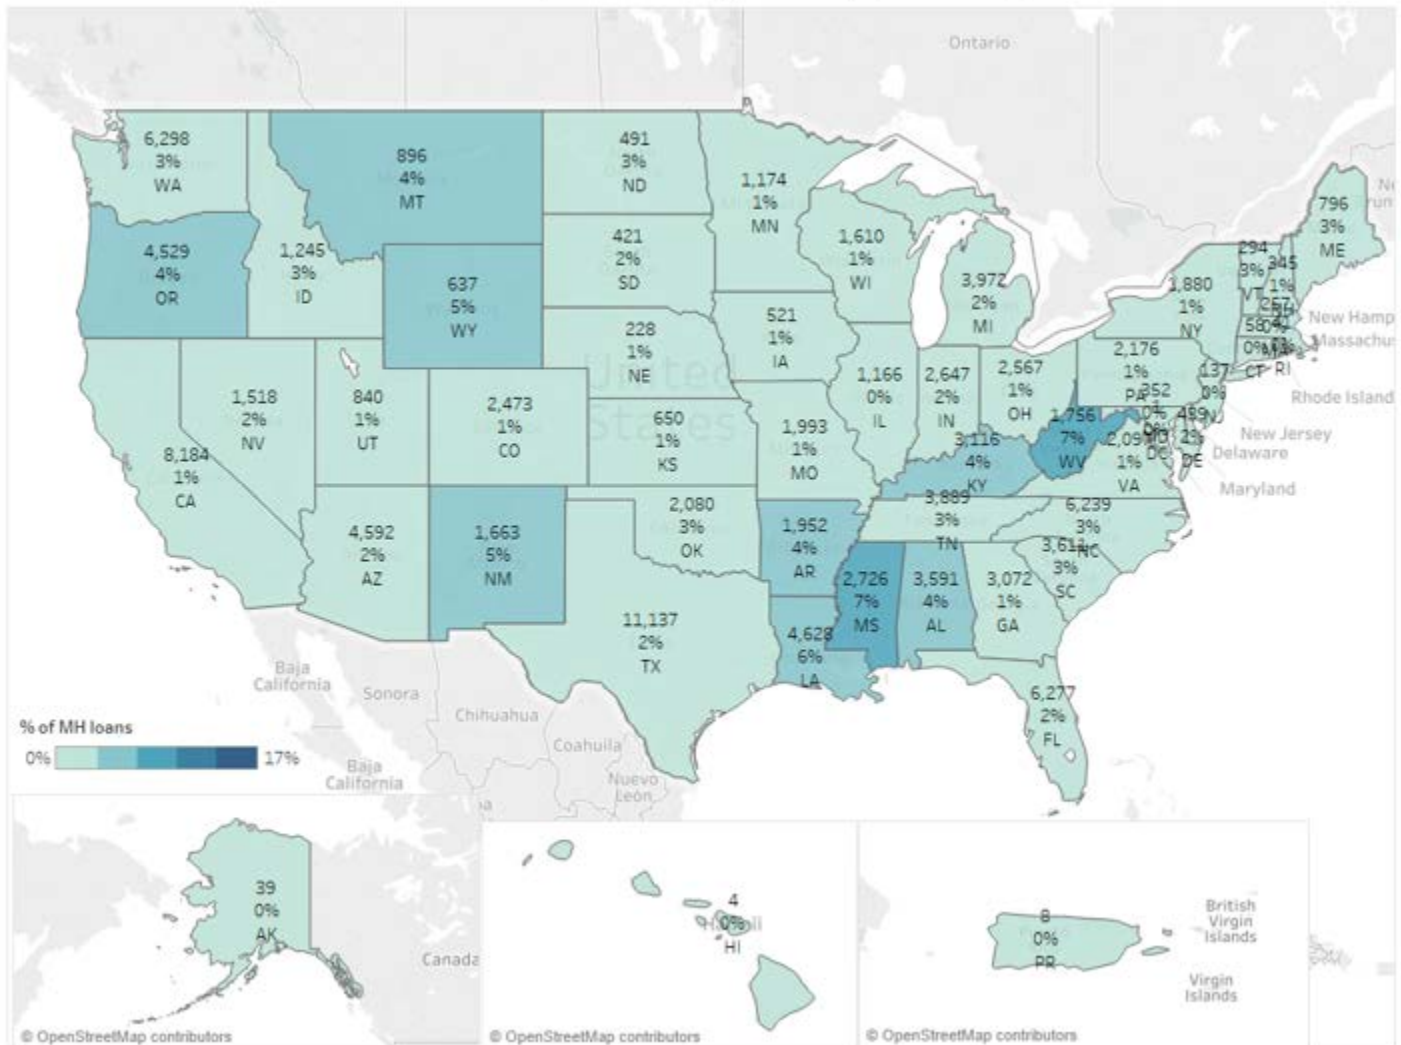 Ontario
6,298
3%
WA
896
4%
MT
491
3%
ND
1,174
1%
MN
796
3%
ME
4,529
4%
OR
1,245
3%
ID
637
5%
WY
421
2%
SD
1,610
1%
WI
3,972
2%
MI
1,880
1%
NY
294
3%
VT
345
1%
New Hamp
Massachu
Rhode Island
New Jersey
Delaware
Maryland
228
1%
NE
521
1%
IA
United
States
1,518
2%
NV
840
1%
UT
2,473
1%
CO
650
1%
KS
1,993
1%
MO
1,166
0%
IL
2,647
2%
IN
2,567
1%
OH
2,176
1%
PA
58
0%
CT
RI
137
0%
352
0%
DC
439
DE
8,184
1%
CA
1,756
7%
WV
1%
VA
3,116
4%
KY
4,592
2%
AZ
1,663
5%
NM
2,080
3%
OK
1,952
4%
AR
3,889
3%
TN
6,239
3%
NC
3%
SC
11,137
2%
TX
4,628
6%
LA
2,726
7%
MS
3,591
4%
AL
3,072
1%
GA
6,277
2%
FL
Baja
California
Sonora
Chihuahua
Coahuila
Nuevo
León
Baja
California
% of MH loans
0%
17%
39
0%
AK
Canada
© OpenStreetMap contributors
4
0%
HI
© OpenStreetMap contributors
8
0%
PR
British
Virgin
Islands
Virgin
Islands
© OpenStreetMap contributors